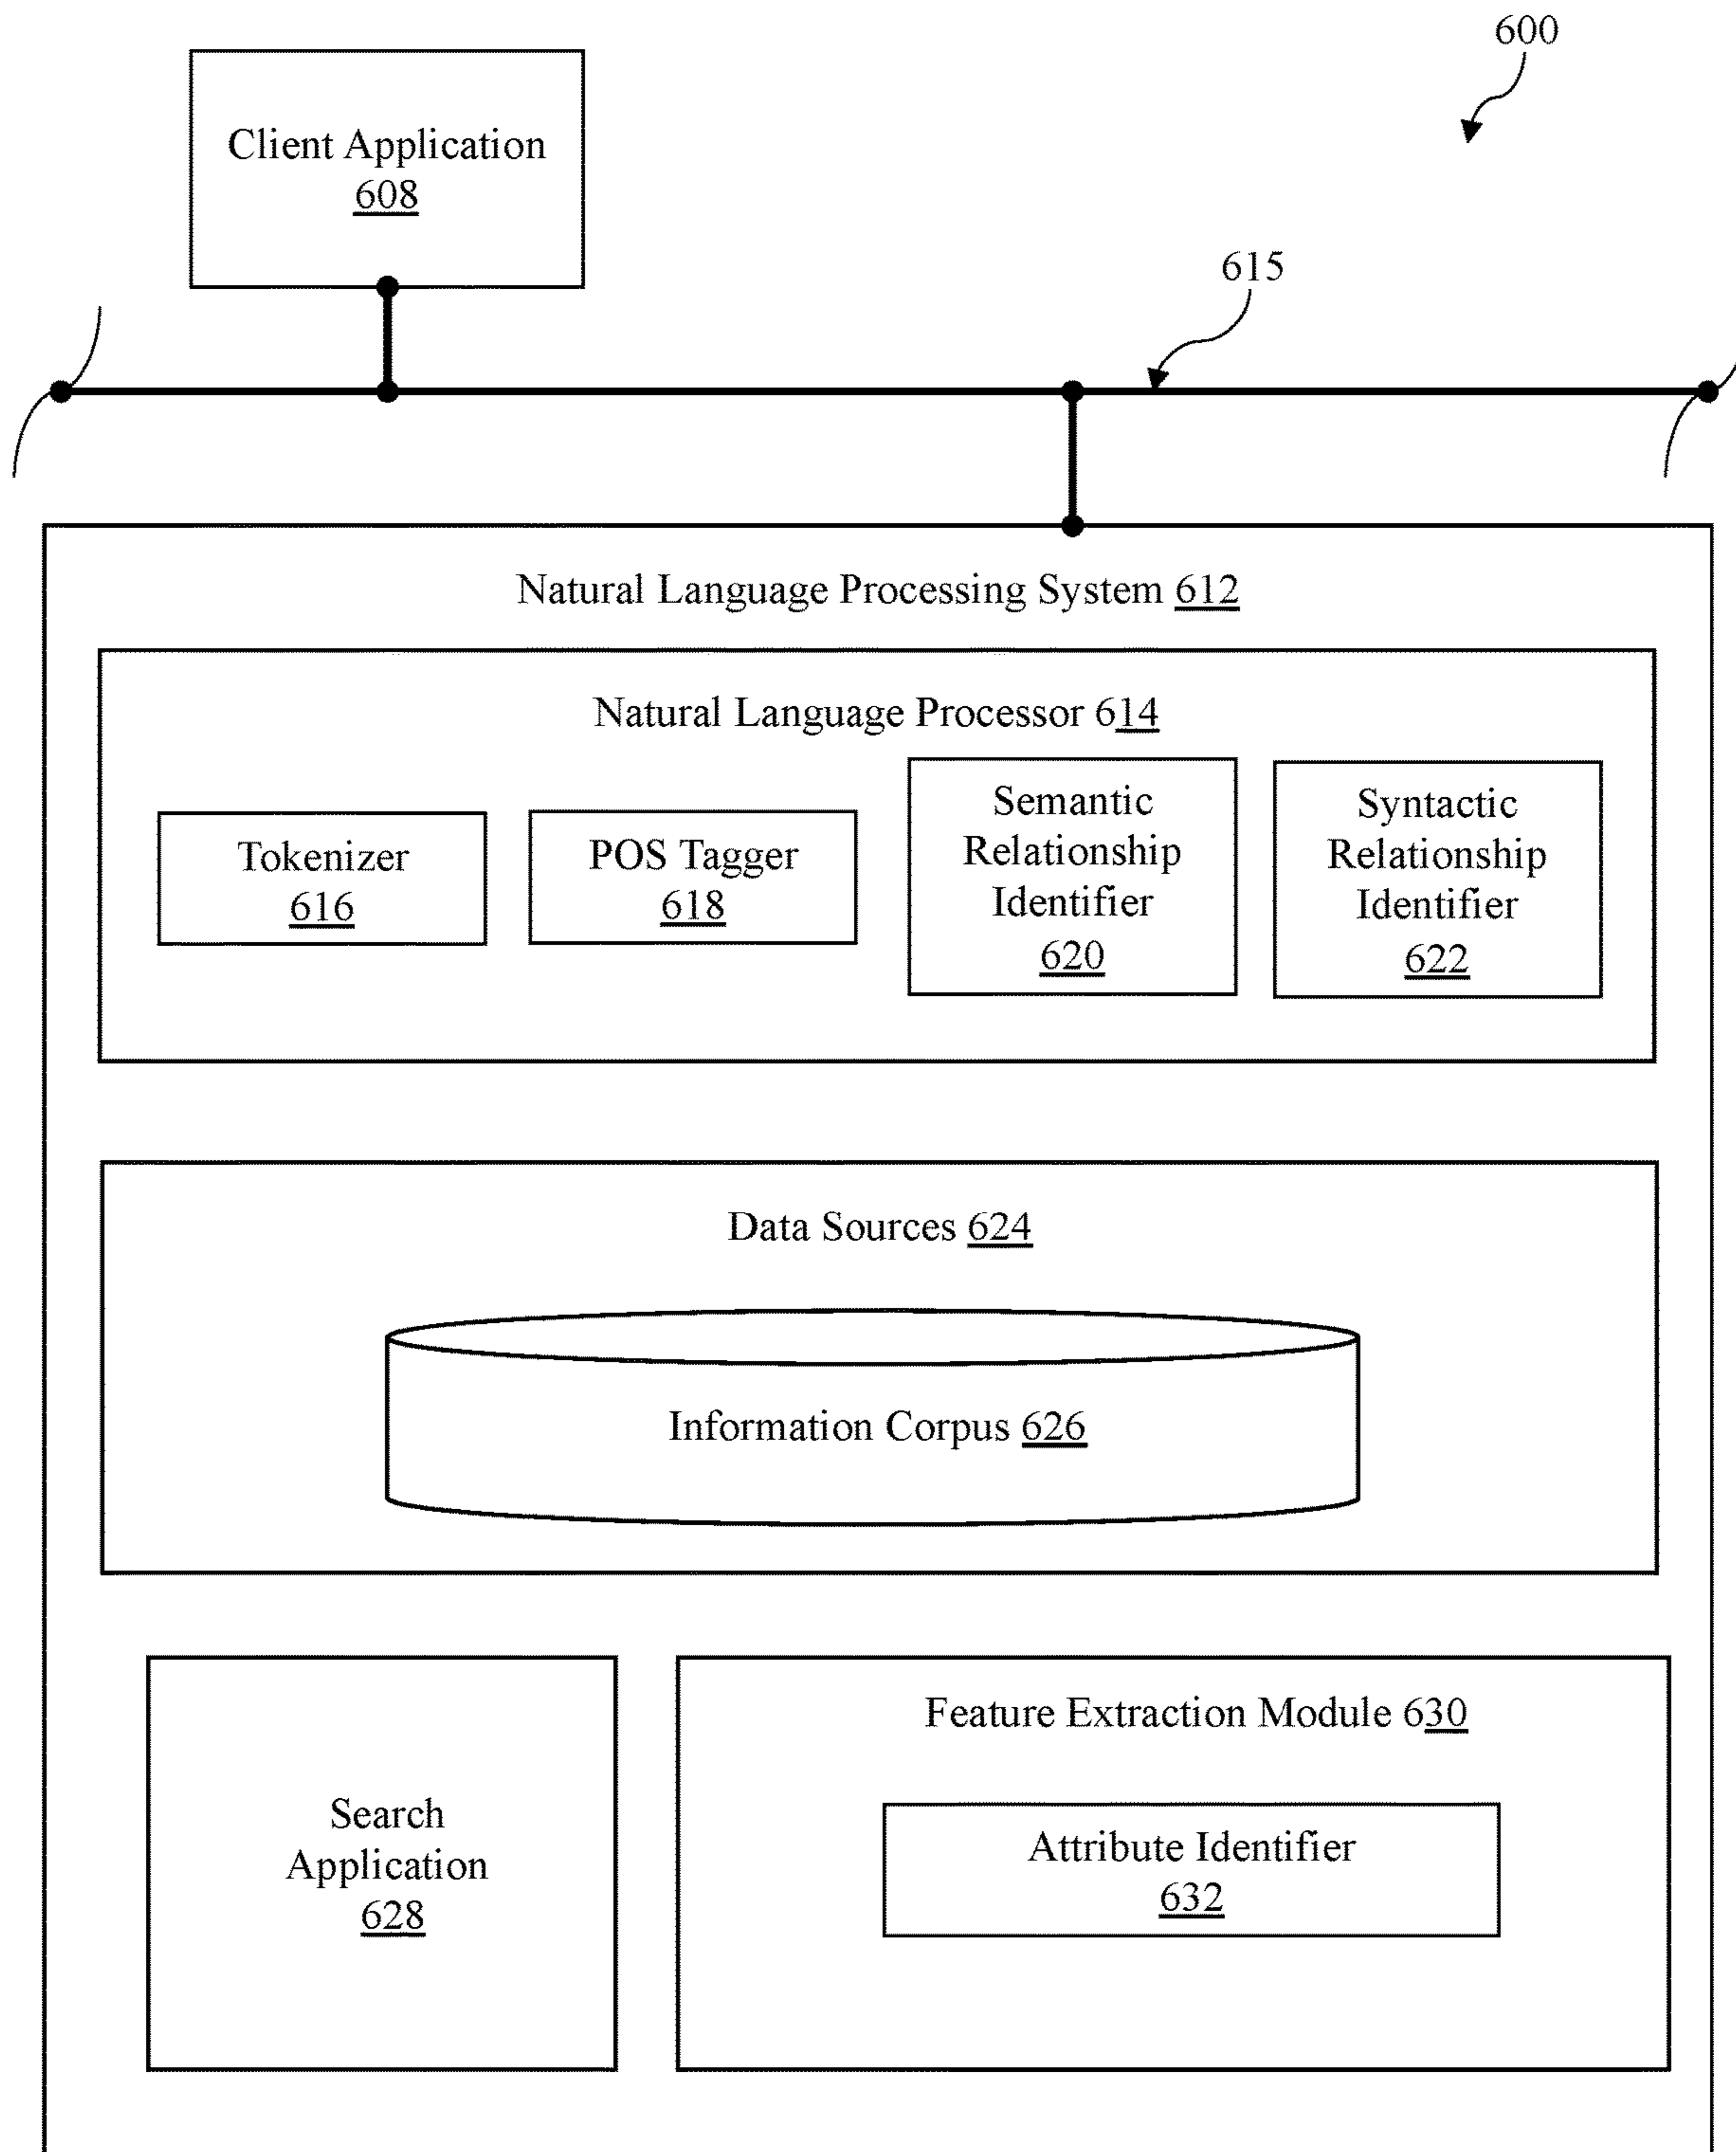 600
Client Application
608
615
Natural Language Processing System 612
Natural Language Processor 614
Tokenizer
616
POS Tagger
618
Semantic
Relationship
Identifier
620
Syntactic
Relationship
Identifier
622
Data Sources 624
Information Corpus 626
Search
Application
628
Feature Extraction Module 630
Attribute Identifier
632